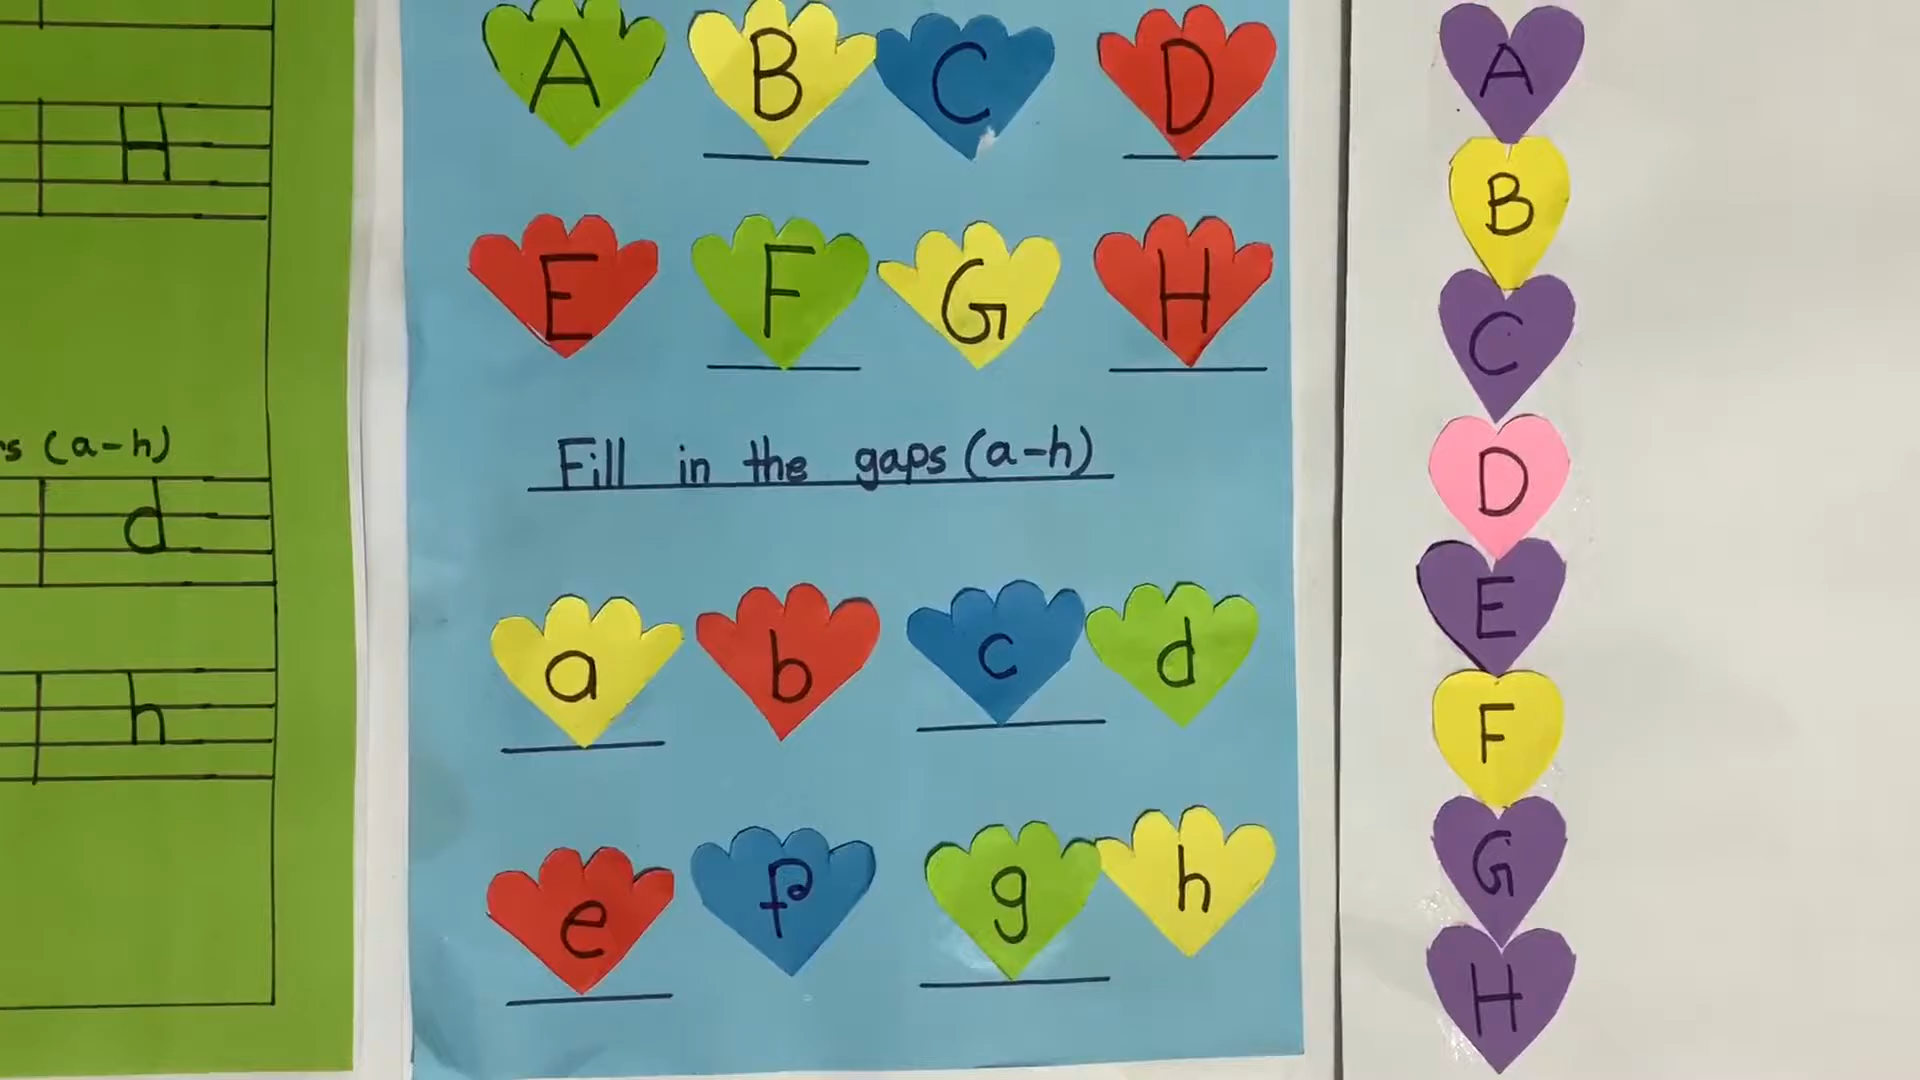 H
s (a-h)
d
h
A B C D
E F G H
Fill in the gaps (a-h)
a b c d
e f g h
A
B
C
D
E
F
G
H